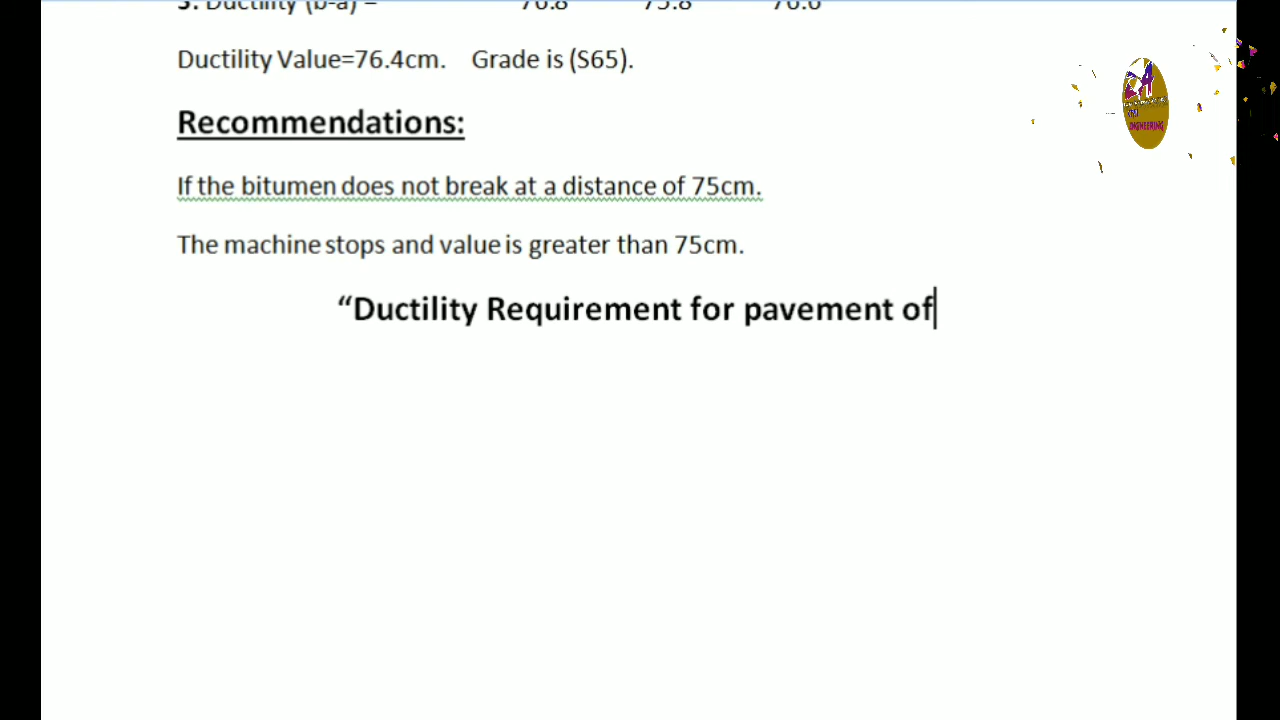 3. Ductility (b-a) = 76.8 75.8 76.6
Ductility Value=76.4cm. Grade is (S65).
Recommendations:
If the bitumen does not break at a distance of 75cm.
The machine stops and value is greater than 75cm.
“Ductility Requirement for pavement of
ENGINEERING